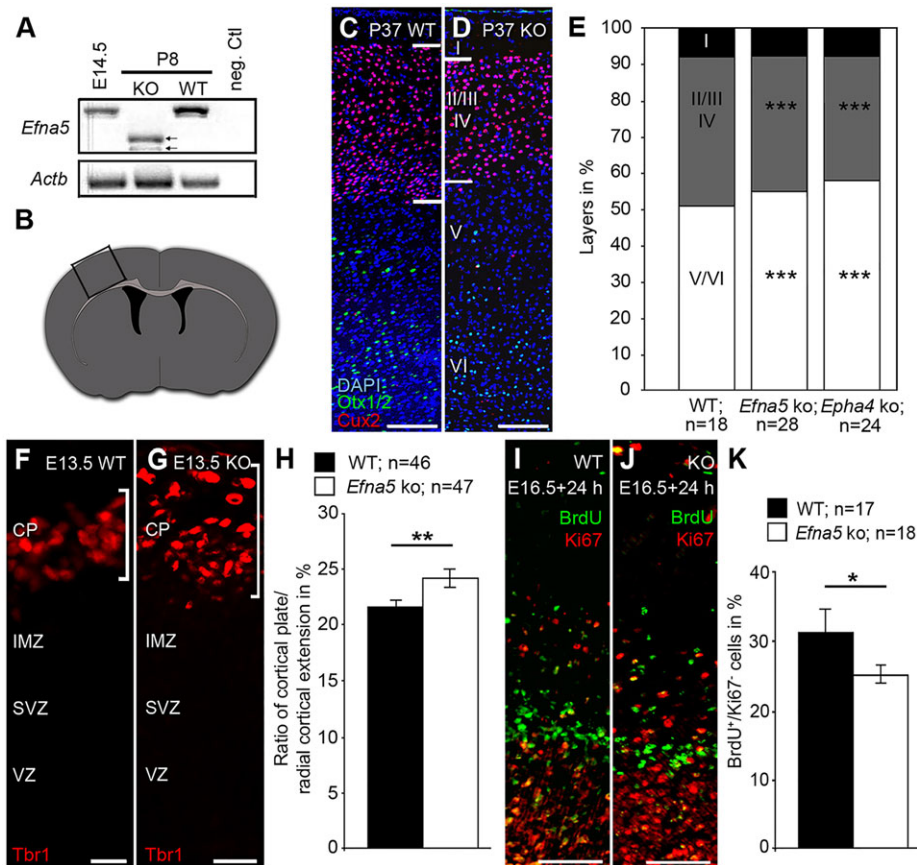 A
P8
E14.5
KO
WT
neg. Ctl
Efna5
Actb
B
C P37 WT
D P37 KO
I
II/III
IV
V
VI
DAPI
Otx1/2
Cux2
E
Layers in %
100
90
80
70
60
50
40
30
20
10
0
I
II/III
IV
*** ***
V/VI
*** ***
WT; n=18
Efna5 ko; n=28
Epha4 ko; n=24
F E13.5 WT
CP
IMZ
SVZ
VZ
Tbr1
G E13.5 KO
CP
IMZ
SVZ
VZ
Tbr1
H
WT; n=46
Efna5 ko; n=47
Ratio of cortical plate/
radial cortical extension in %
30
25
20
15
10
5
0
**
I WT
E16.5+24 h
BrdU
Ki67
J KO
E16.5+24 h
BrdU
Ki67
K
WT; n=17
Efna5 ko; n=18
BrdU⁺/Ki67⁻ cells in %
40
30
20
10
0
*